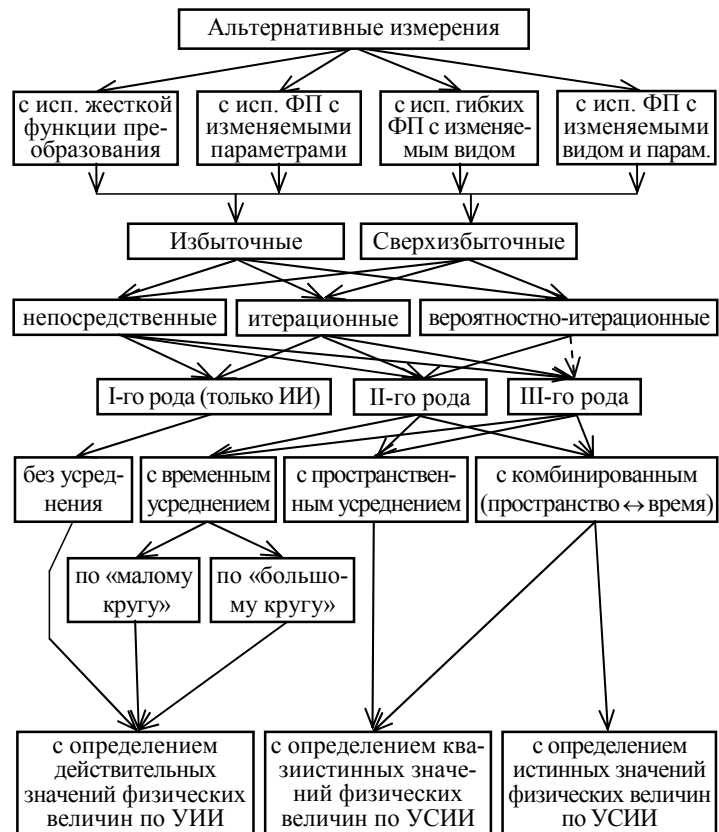 Альтернативные измерения
с исп. жесткой
функции пре-
образования
с исп. ФП с
изменяемыми
параметрами
с исп. гибких
ФП с изменяе-
мым видом
с исп. ФП с
изменяемыми
видом и парам.
Избыточные
Сверхизбыточные
непосредственные
итерационные
вероятностно-итерационные
I-го рода (только ИИ)
II-го рода
III-го рода
без усред-
нения
с временным
усреднением
с пространствен-
ным усреднением
с комбинированным
(пространство ↔ время)
по «малому
кругу»
по «большо-
му кругу»
с определением
действительных
значений физических
величин по УИИ
с определением ква-
зиистинных значе-
ний физических
величин по УСИИ
с определением
истинных значений
физических величин
по УСИИ